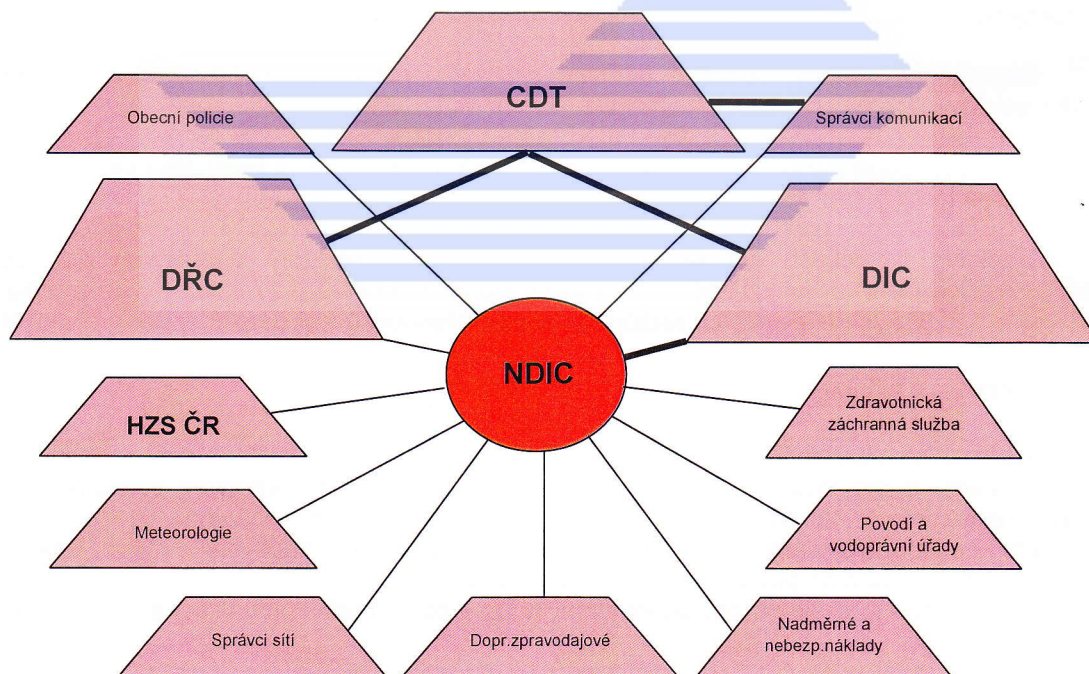 CDT
Obecní policie
Správci komunikací
DŘC
DIC
NDIC
HZS ČR
Zdravotnická
záchranná služba
Meteorologie
Povodí a
vodoprávní úřady
Správci sítí
Dopr.zpravodajové
Nadměrné a
nebezp.náklady